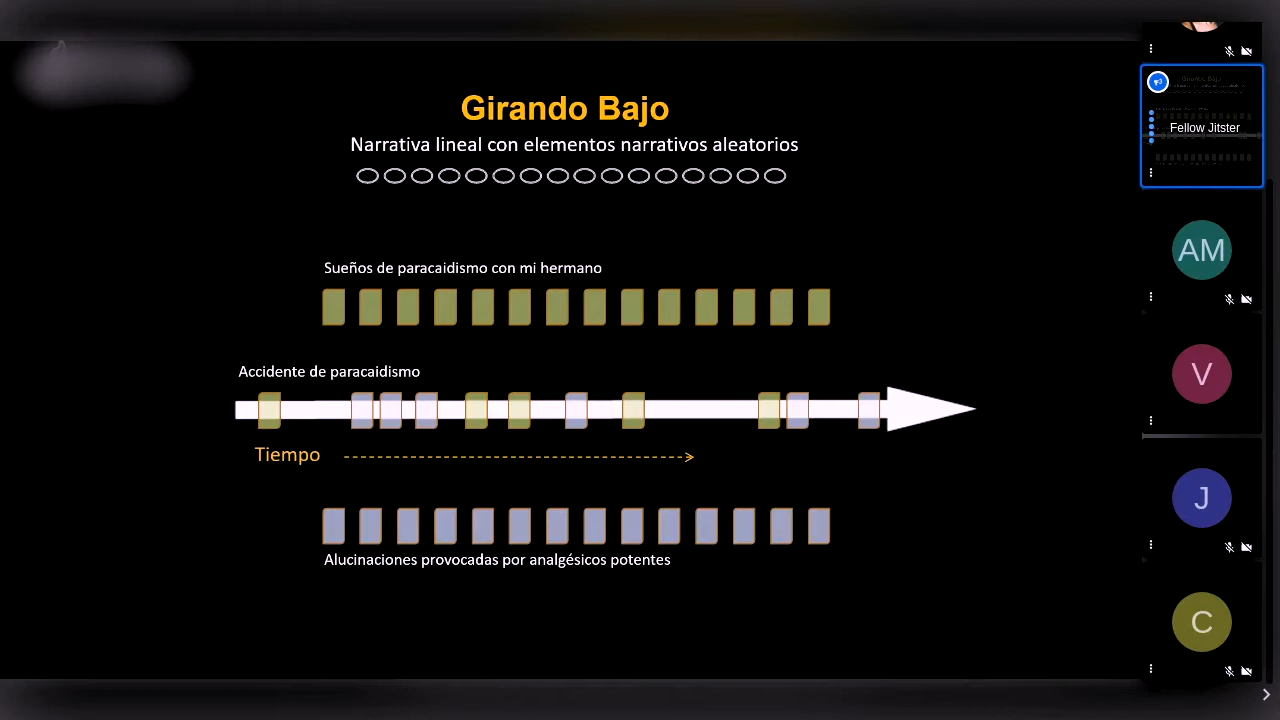 Girando Bajo
Narrativa lineal con elementos narrativos aleatorios
Sueños de paracaidismo con mi hermano
Accidente de paracaidismo
Tiempo
Alucinaciones provocadas por analgésicos potentes
Fellow Jitster
AM
V
J
C